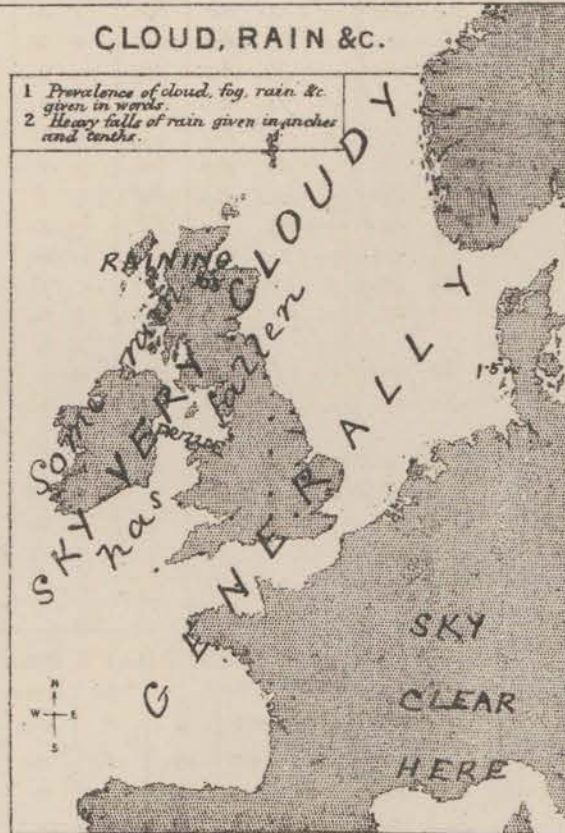 CLOUD, RAIN &c.
1 Prevalence of cloud, fog, rain &c
given in words.
2 Heavy falls of rain given in inches
and tenths.
RAINING
SKY VERY CLOUDY
Some rain
has fallen
GENERALLY
1·5
SKY
CLEAR
HERE
N
W E
S